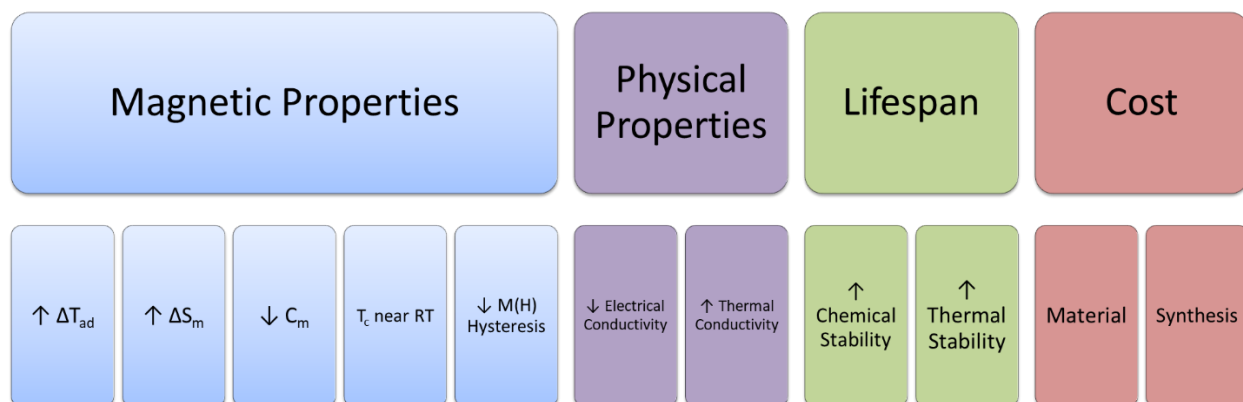 Magnetic Properties
Physical
Properties
Lifespan
Cost
↑ ΔTad
↑ ΔSm
↓ Cm
Tc near RT
↓ M(H)
Hysteresis
↓ Electrical
Conductivity
↑ Thermal
Conductivity
↑
Chemical
Stability
↑
Thermal
Stability
Material
Synthesis